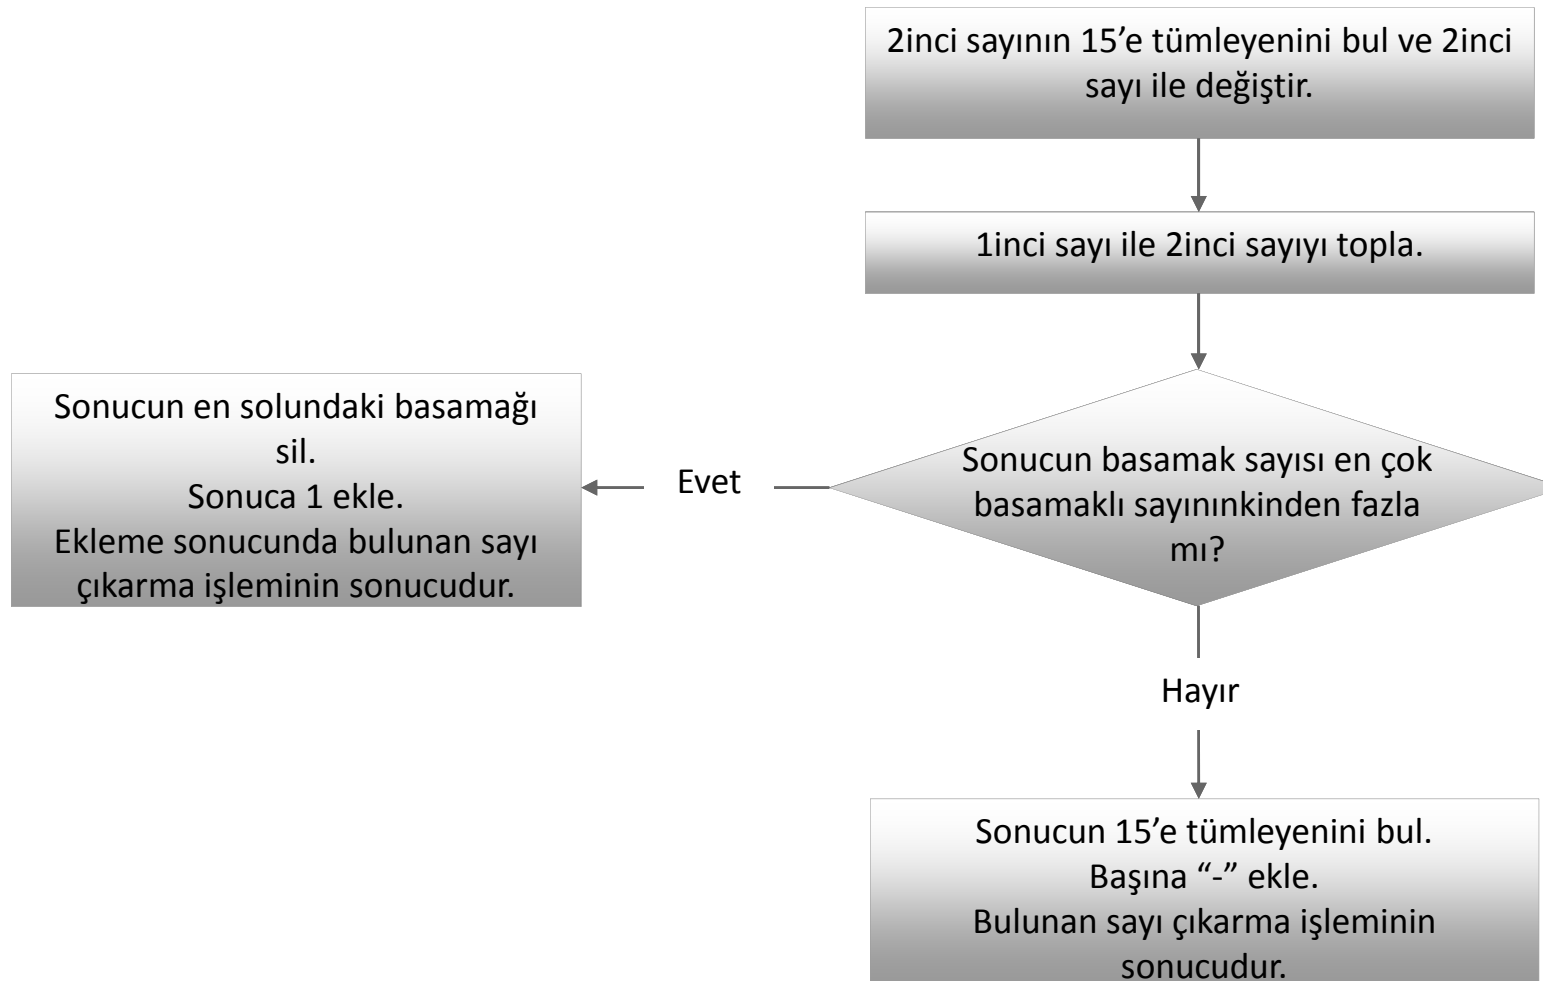 2inci sayının 15’e tümleyenini bul ve 2inci
sayı ile değiştir.
1inci sayı ile 2inci sayıyı topla.
Sonucun basamak sayısı en çok
basamaklı sayınınkinden fazla
mı?
Evet
Sonucun en solundaki basamağı
sil.
Sonuca 1 ekle.
Ekleme sonucunda bulunan sayı
çıkarma işleminin sonucudur.
Hayır
Sonucun 15’e tümleyenini bul.
Başına “-” ekle.
Bulunan sayı çıkarma işleminin
sonucudur.